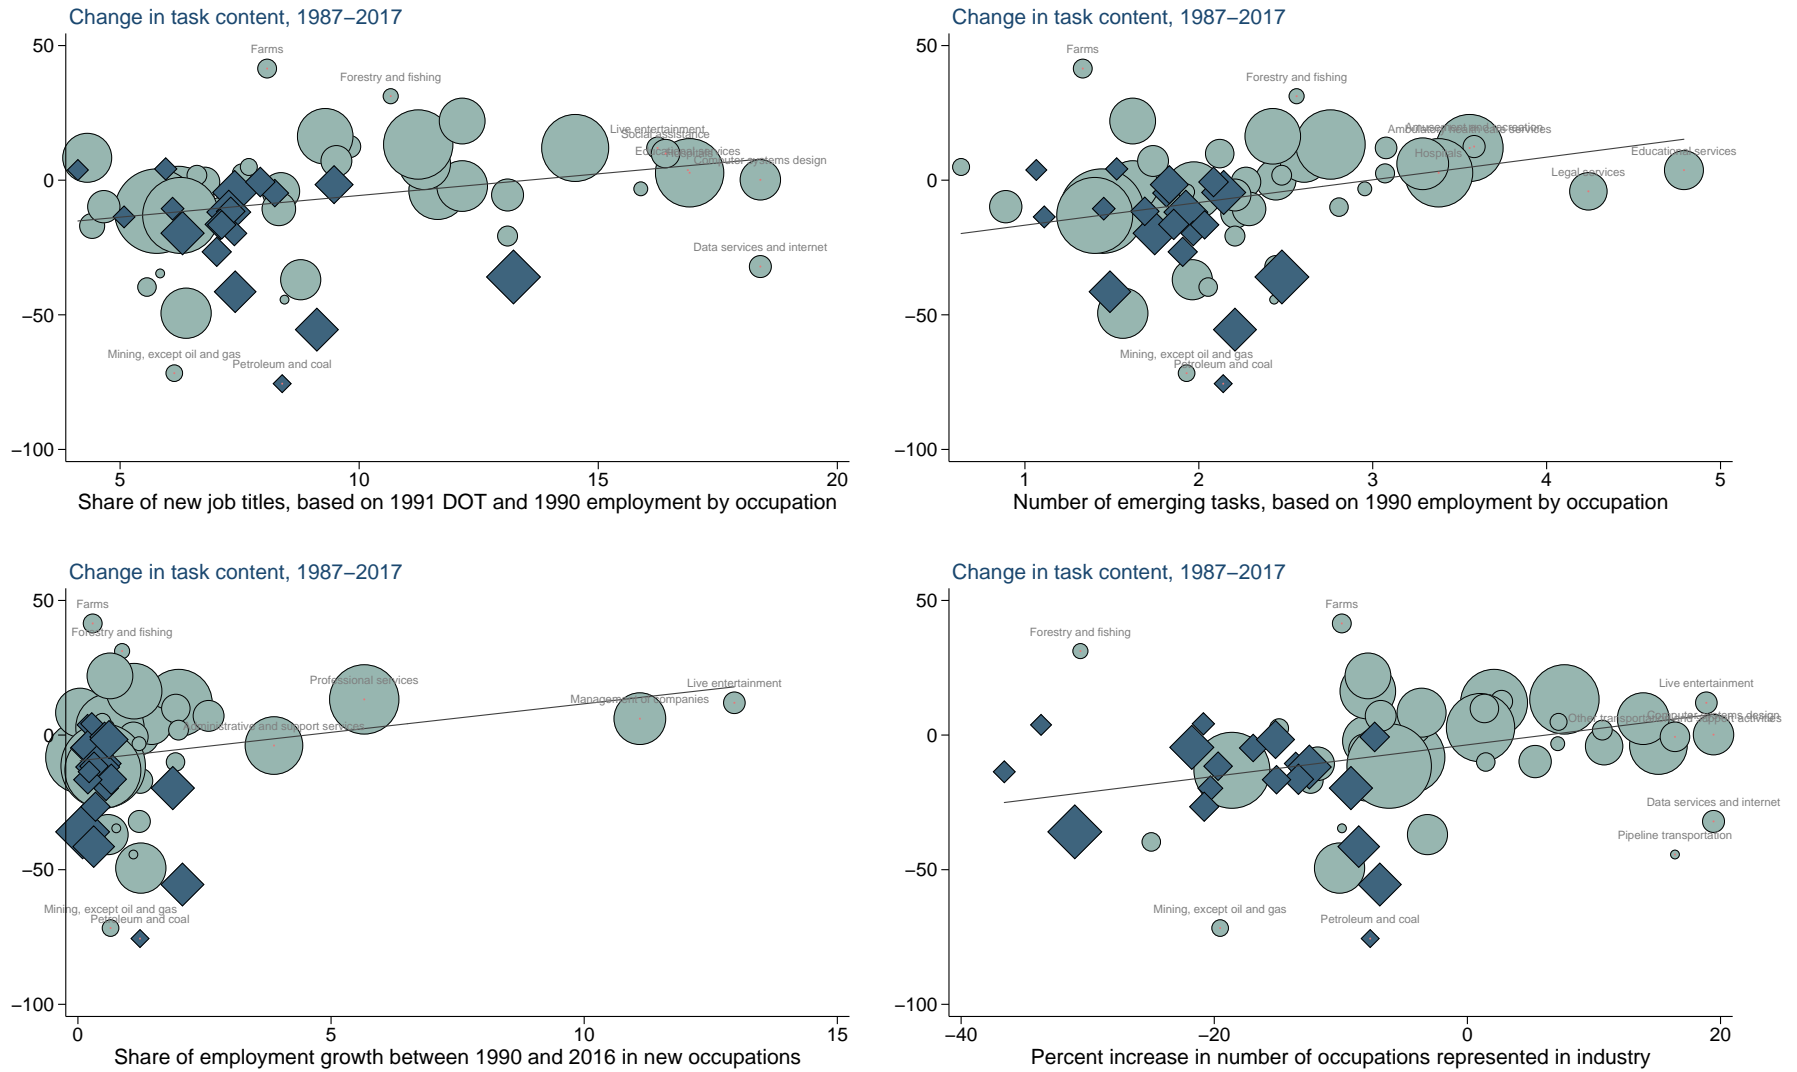 Change in task content, 1987−2017
50
0
−50
−100
Farms
Forestry and fishing
Live entertainment
Social assistance
Educational services
Hospitals
Computer systems design
Data services and internet
Mining, except oil and gas
Petroleum and coal
5
10
15
20
Share of new job titles, based on 1991 DOT and 1990 employment by occupation
Change in task content, 1987−2017
50
0
−50
−100
Farms
Forestry and fishing
Amusement and recreation
Ambulatory health care services
Hospitals
Educational services
Legal services
Mining, except oil and gas
Petroleum and coal
1
2
3
4
5
Number of emerging tasks, based on 1990 employment by occupation
Change in task content, 1987−2017
50
0
−50
−100
Farms
Forestry and fishing
Professional services
Live entertainment
Management of companies
Administrative and support services
Mining, except oil and gas
Petroleum and coal
0
5
10
15
Share of employment growth between 1990 and 2016 in new occupations
Change in task content, 1987−2017
50
0
−50
−100
Farms
Forestry and fishing
Live entertainment
Computer systems design
Other transportation and support activities
Data services and internet
Pipeline transportation
Mining, except oil and gas
Petroleum and coal
−40
−20
0
20
Percent increase in number of occupations represented in industry